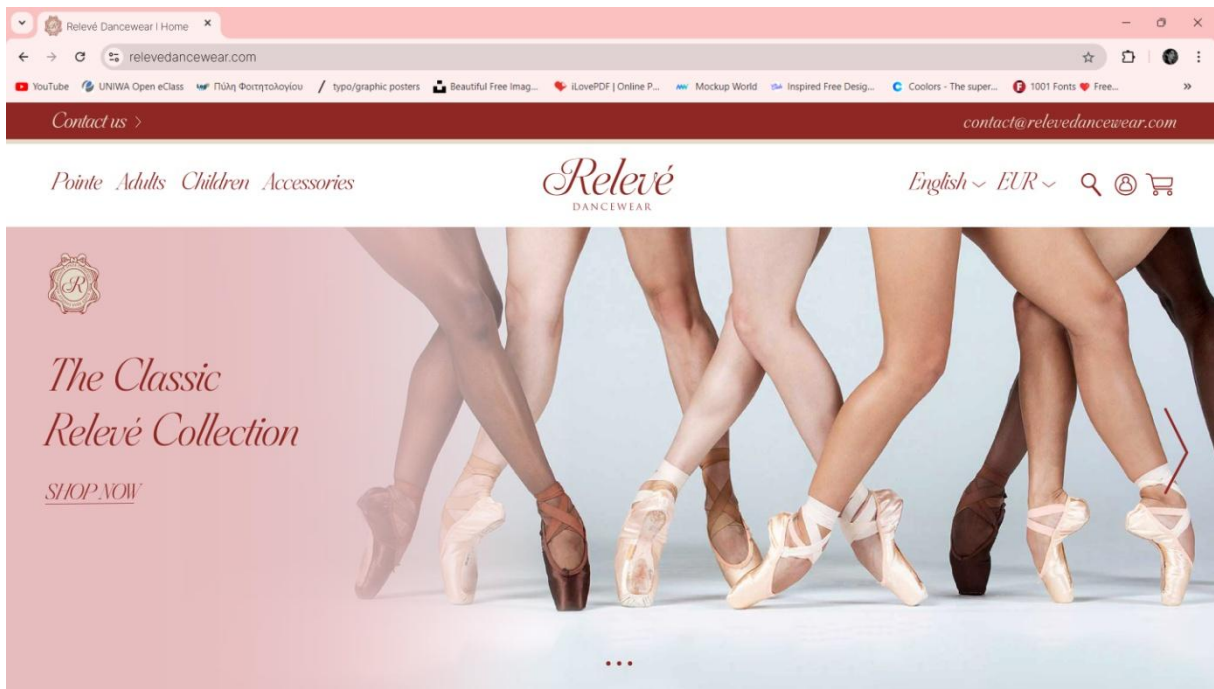 Relevé Dancewear | Home
relevedancewear.com
YouTube UNIWA Open eClass Πύλη Φοιτητολογίου typo/graphic posters Beautiful Free Imag... iLovePDF | Online P... Mockup World Inspired Free Desig... Coolors - The super... 1001 Fonts Free...
Contact us > contact@relevedancewear.com
Pointe Adults Children Accessories Relevé English EUR
DANCEWEAR
R
The Classic
Relevé Collection
SHOP NOW